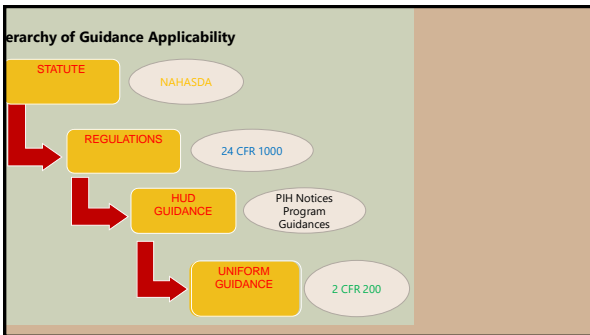 erarchy of Guidance Applicability
STATUTE
NAHASDA
REGULATIONS
24 CFR 1000
HUD
GUIDANCE
PIH Notices
Program
Guidances
UNIFORM
GUIDANCE
2 CFR 200